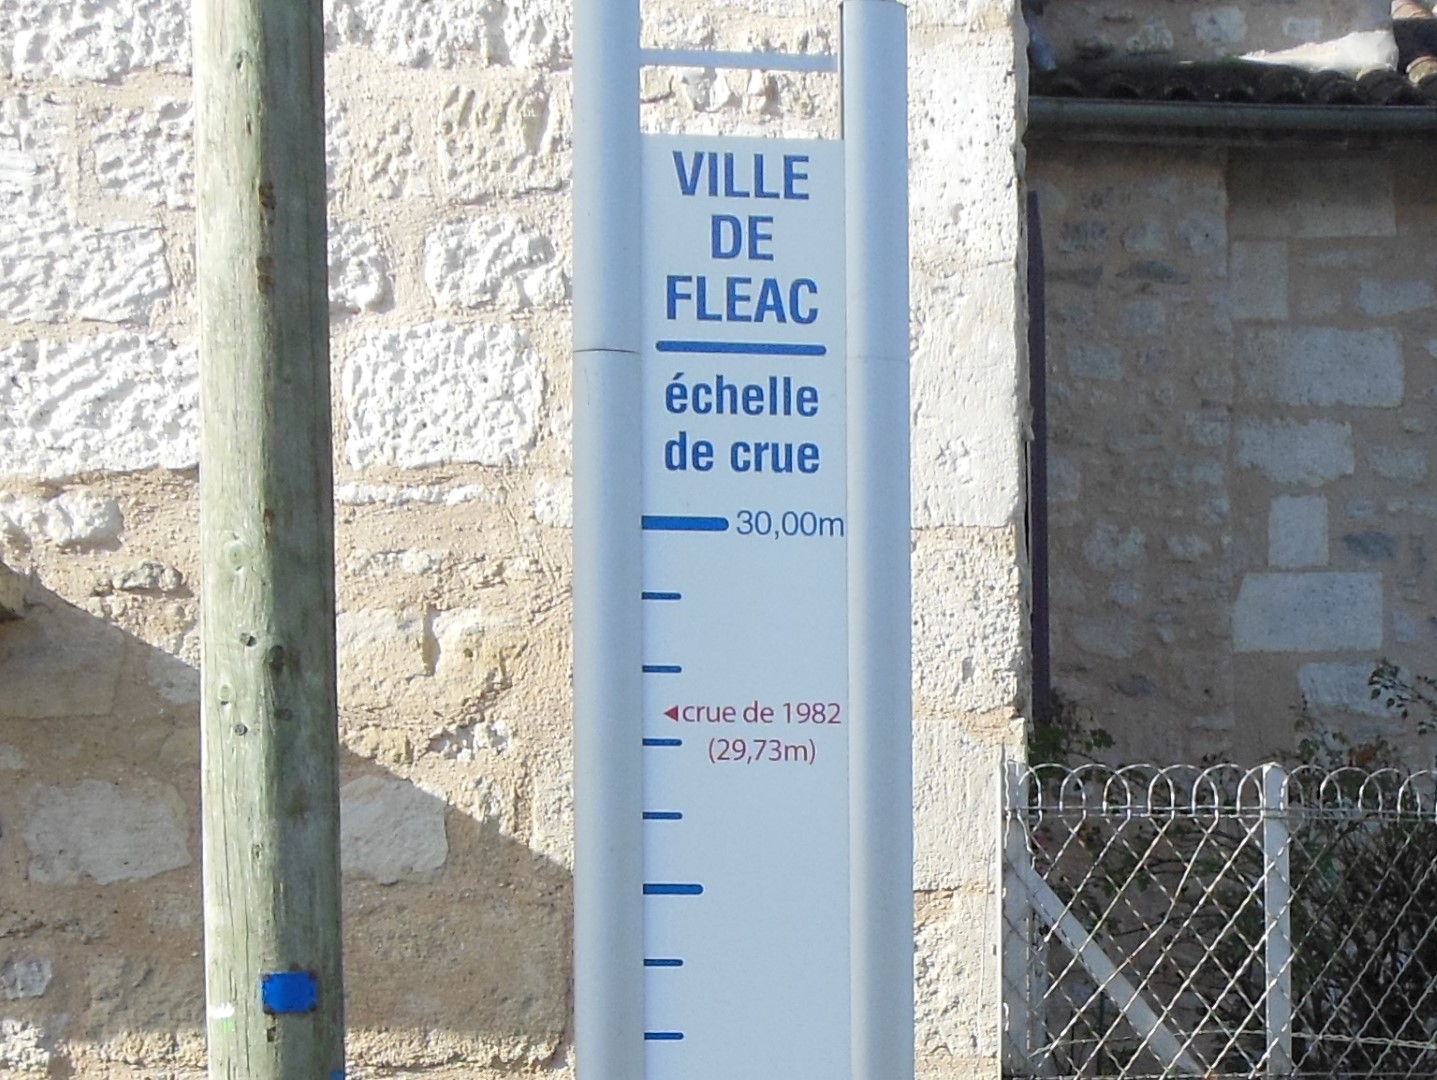 VILLE
DE
FLEAC
échelle
de crue
30,00m
◄crue de 1982
(29,73m)